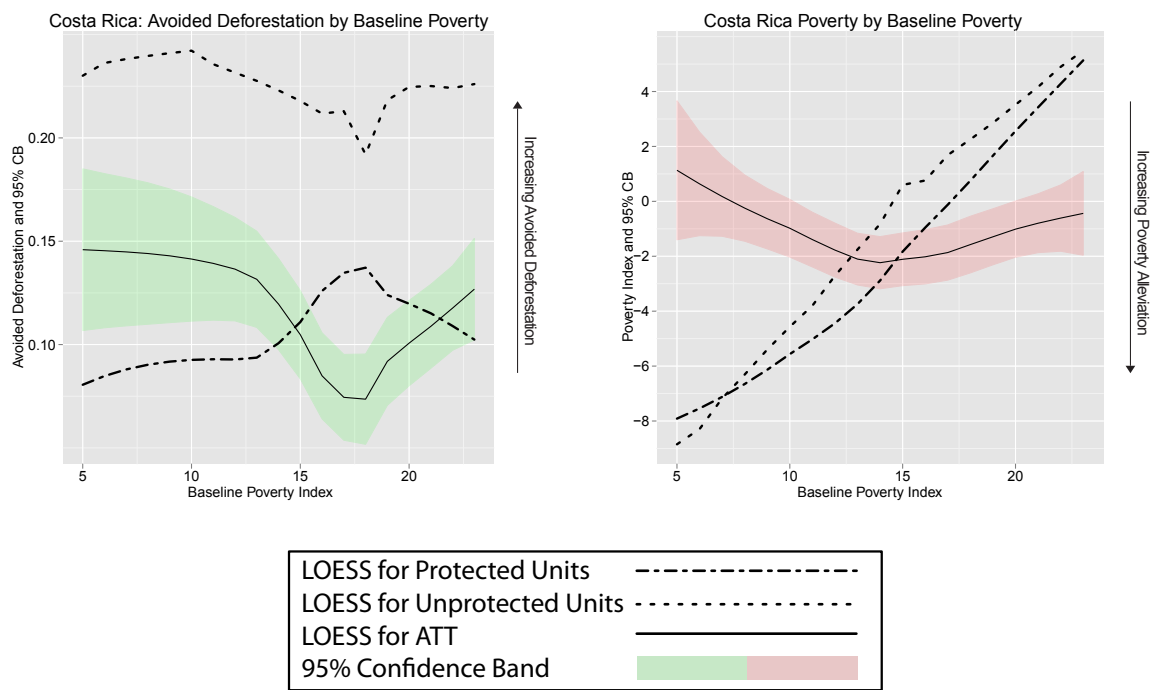 Costa Rica: Avoided Deforestation by Baseline Poverty
Avoided Deforestation and 95% CB
0.20
0.15
0.10
5 10 15 20
Baseline Poverty Index
Increasing Avoided Deforestation
Costa Rica Poverty by Baseline Poverty
Poverty Index and 95% CB
4
2
0
−2
−4
−6
−8
5 10 15 20
Baseline Poverty Index
Increasing Poverty Alleviation
LOESS for Protected Units
LOESS for Unprotected Units
LOESS for ATT
95% Confidence Band